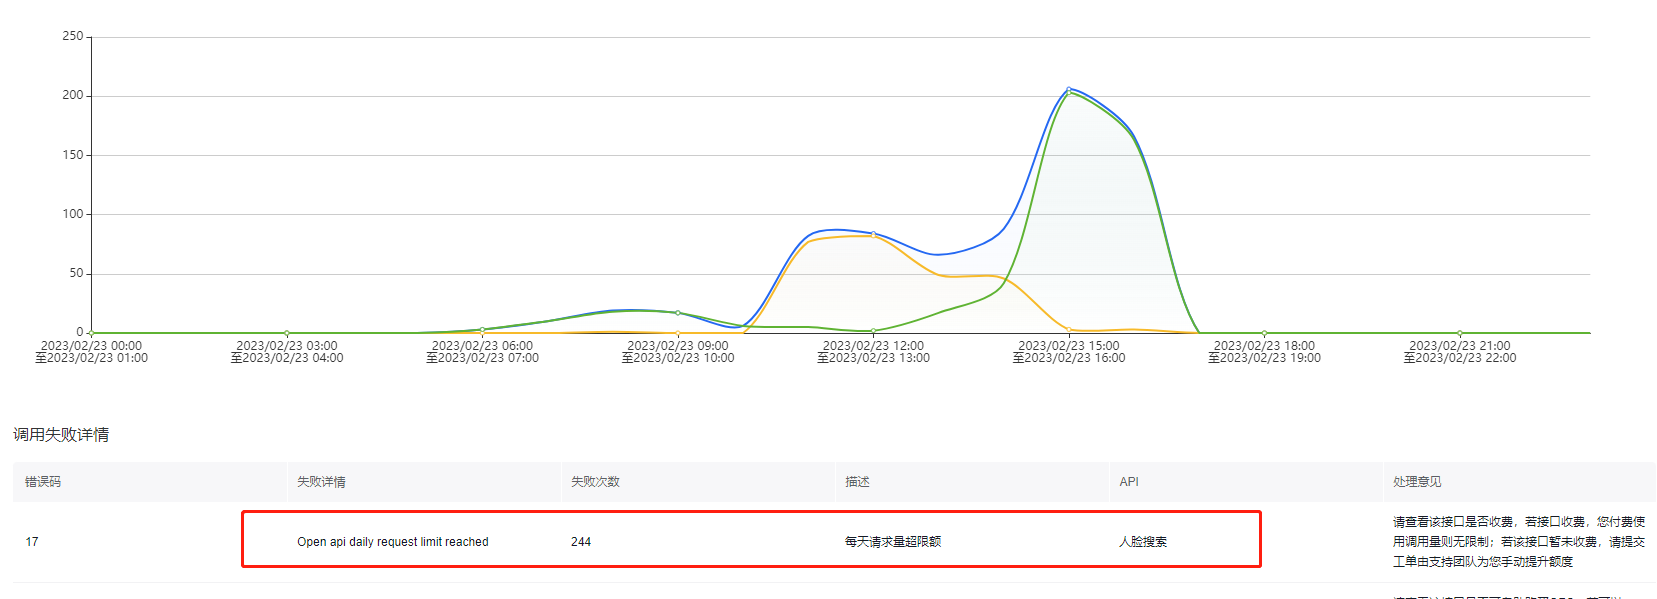 250
200
150
100
50
0
2023/02/23 00:00
至2023/02/23 01:00
2023/02/23 03:00
至2023/02/23 04:00
2023/02/23 06:00
至2023/02/23 07:00
2023/02/23 09:00
至2023/02/23 10:00
2023/02/23 12:00
至2023/02/23 13:00
2023/02/23 15:00
至2023/02/23 16:00
2023/02/23 18:00
至2023/02/23 19:00
2023/02/23 21:00
至2023/02/23 22:00
调用失败详情
错误码 失败详情 失败次数 描述 API 处理意见
17 Open api daily request limit reached 244 每天请求量超限额 人脸搜索
请查看该接口是否收费，若接口收费，您付费使
用调用量则无限制；若该接口暂未收费，请提交
工单由支持团队为您手动提升额度